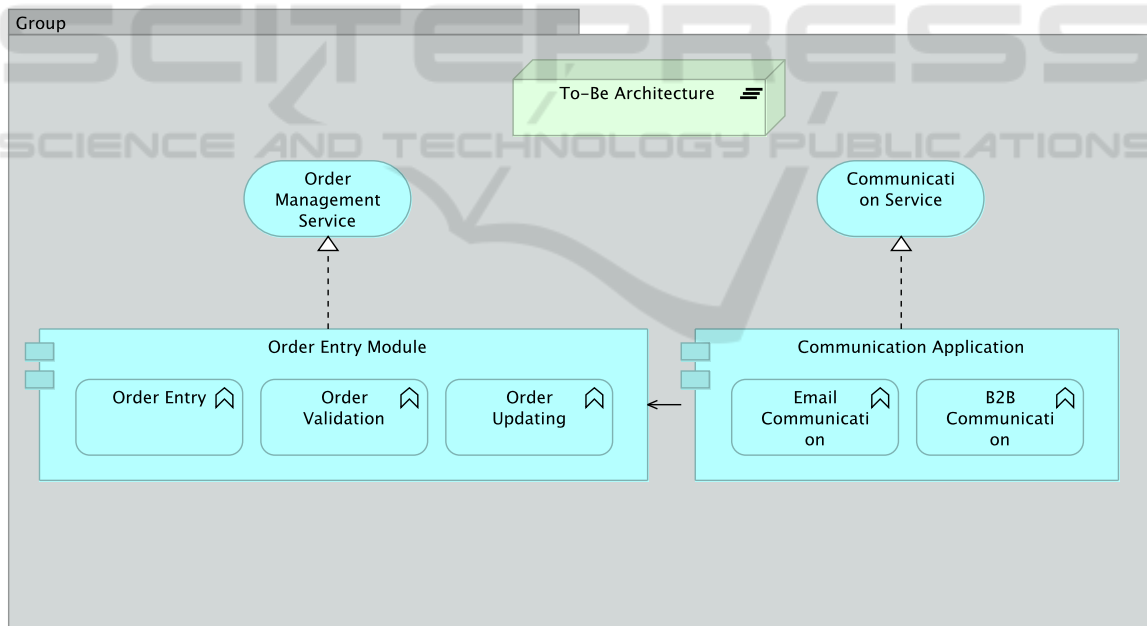 Group
SCITEPRESS
SCIENCE AND TECHNOLOGY PUBLICATIONS
To-Be Architecture
Order
Management
Service
Communicati
on Service
Order Entry Module
Order Entry
Order
Validation
Order
Updating
Communication Application
Email
Communicati
on
B2B
Communicati
on